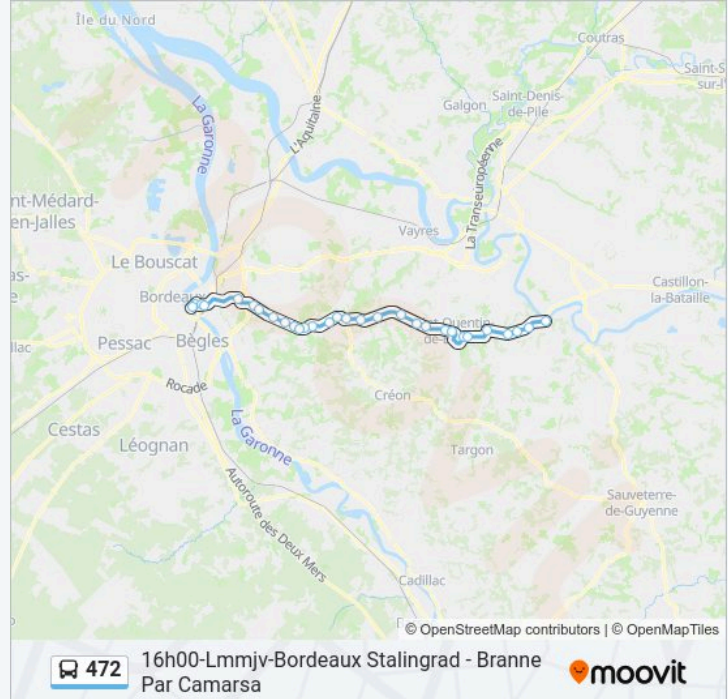 Île du Nord
Coutras
Saint-S
sur-l'
Saint-Denis-
de-Pile
Galgon
La Garonne
L'Aquitaine
La Transeuropéenne
nt-Médard-
en-Jalles
Vayres
Le Bouscat
as-
Castillon-
la-Bataille
Bordeaux
nt-Quentin-
de-B
llac
Pessac
Bègles
Rocade
Créon
Cestas
La Garonne
Léognan
Targon
Autoroute des Deux Mers
Sauveterre-
de-Guyenne
Cadillac
© OpenStreetMap contributors | © OpenMapTiles
472
16h00-Lmmjv-Bordeaux Stalingrad - Branne
Par Camarsa
moovit